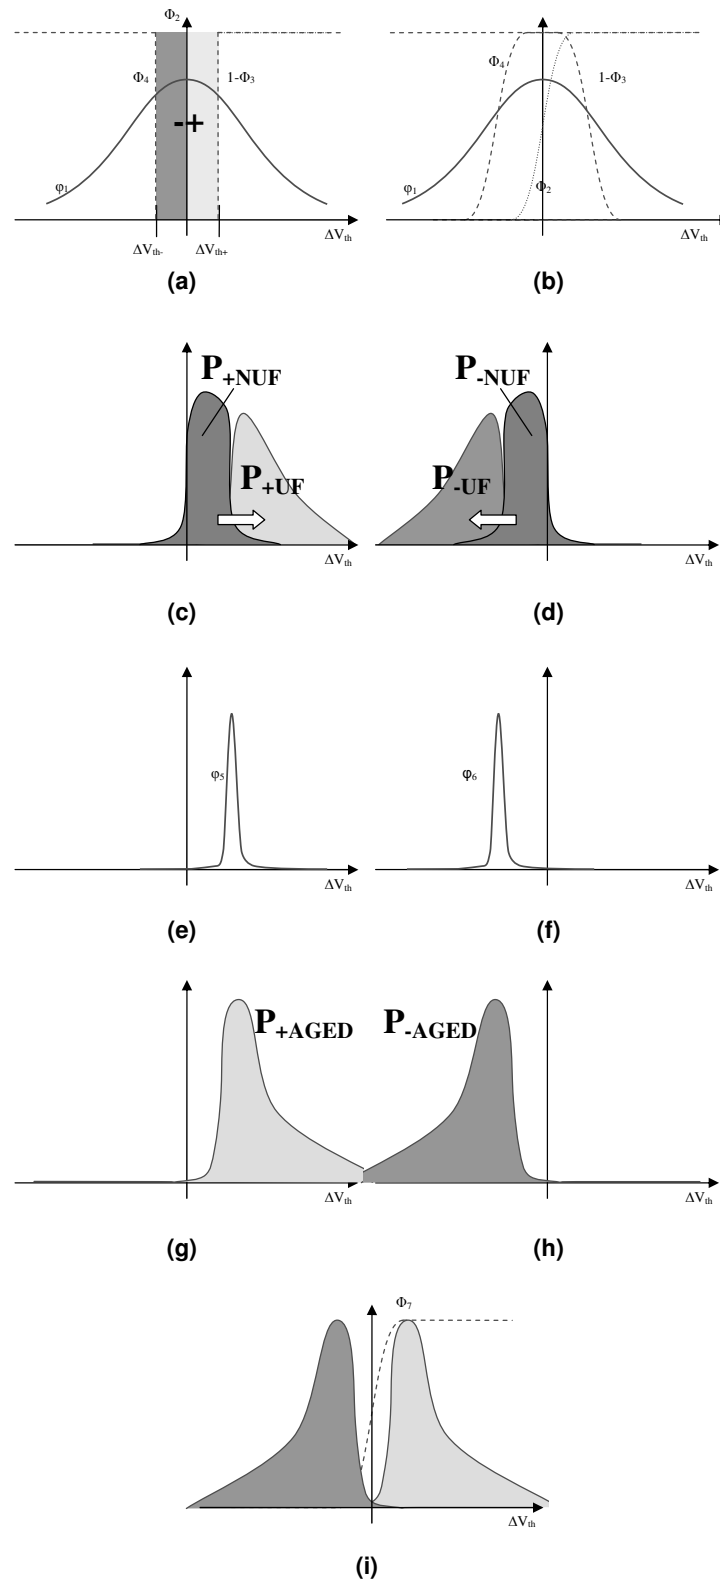 Φ2
Φ4
1-Φ3
-+
φ1
ΔVth
ΔVth-
ΔVth+
(a)
Φ4
1-Φ3
φ1
Φ2
ΔVth
(b)
P+NUF
P+UF
ΔVth
(c)
P-NUF
P-UF
ΔVth
(d)
φ5
ΔVth
(e)
φ6
ΔVth
(f)
P+AGED
ΔVth
(g)
P-AGED
ΔVth
(h)
Φ7
ΔVth
(i)